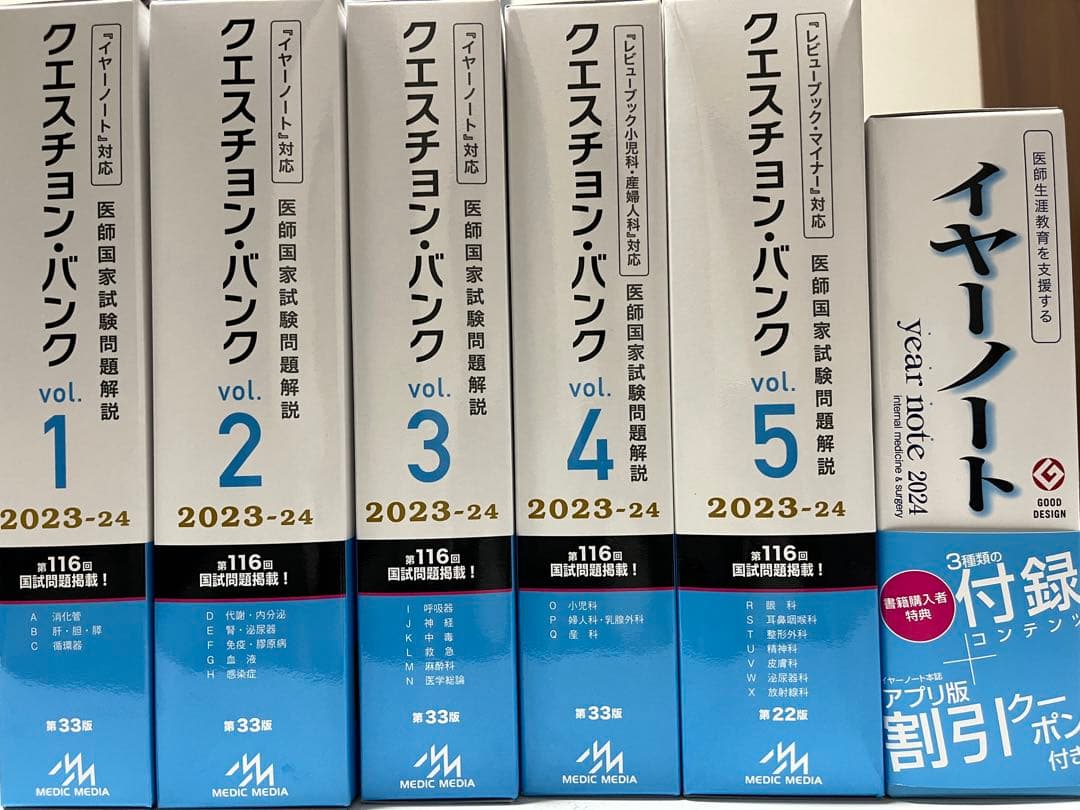 『イヤーノート』対応
クエスチョン・バンク
医師国家試験問題解説
vol.
1
2023-24
第116回
国試問題掲載！
A 消化管
B 肝・胆・膵
C 循環器
第33版
MEDIC MEDIA
『イヤーノート』対応
クエスチョン・バンク
医師国家試験問題解説
vol.
2
2023-24
第116回
国試問題掲載！
D 代謝・内分泌
E 腎・泌尿器
F 免疫・膠原病
G 血液
H 感染症
第33版
MEDIC MEDIA
『イヤーノート』対応
クエスチョン・バンク
医師国家試験問題解説
vol.
3
2023-24
第116回
国試問題掲載！
I 呼吸器
J 神経
K 中毒
L 救急
M 麻酔科
N 医学総論
第33版
MEDIC MEDIA
『レビューブック小児科・産婦人科』対応
クエスチョン・バンク
医師国家試験問題解説
vol.
4
2023-24
第116回
国試問題掲載！
O 小児科
P 婦人科・乳腺外科
Q 産科
第33版
MEDIC MEDIA
『レビューブック・マイナー』対応
クエスチョン・バンク
医師国家試験問題解説
vol.
5
2023-24
第116回
国試問題掲載！
R 眼科
S 耳鼻咽喉科
T 整形外科
U 精神科
V 皮膚科
W 泌尿器科
X 放射線科
第22版
MEDIC MEDIA
医師生涯教育を支援する
イヤーノート
year note 2024
internal medicine & surgery
GOOD
DESIGN
書籍購入者
特典
3種類の
付録
コンテンツ
＋
イヤーノート本誌
アプリ版
割引クーポン
付き